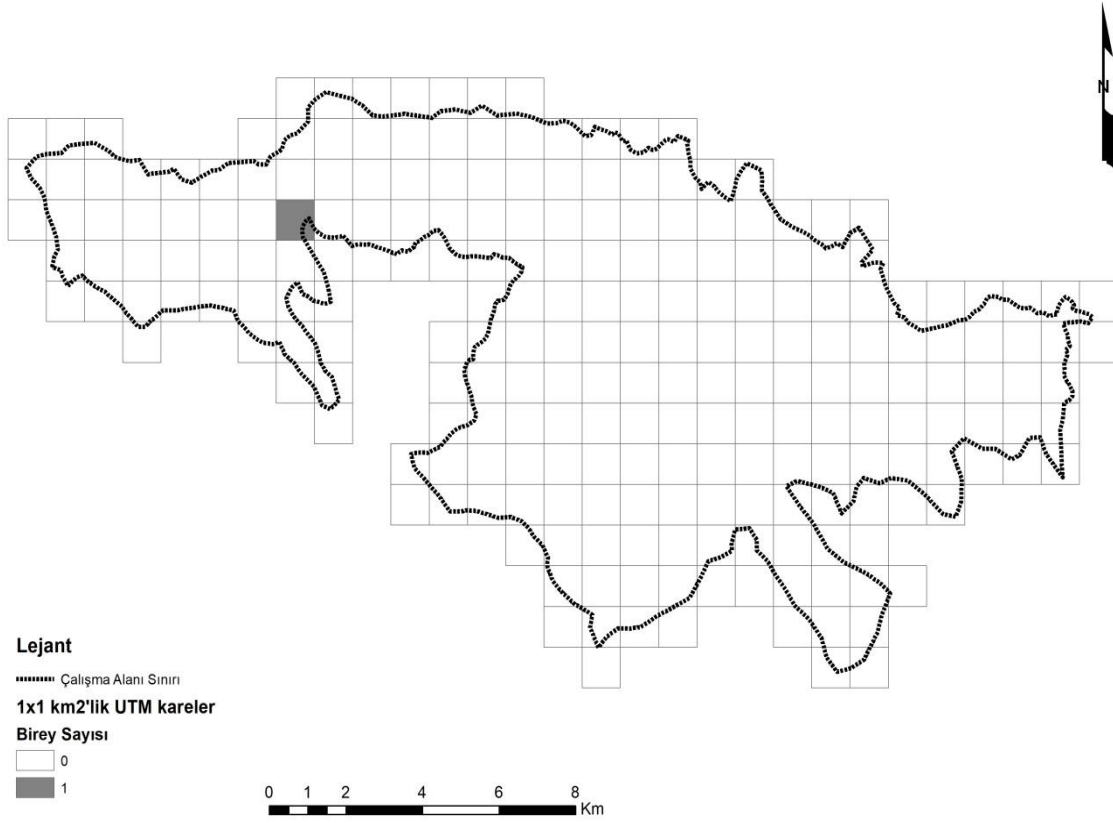 N
Lejant
Çalışma Alanı Sınırı
1x1 km2'lik UTM kareler
Birey Sayısı
0
1
0 1 2 4 6 8
Km